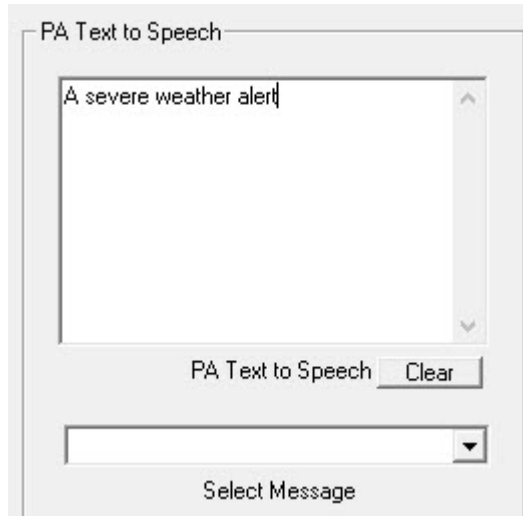 PA Text to Speech
A severe weather alert
PA Text to Speech Clear
Select Message